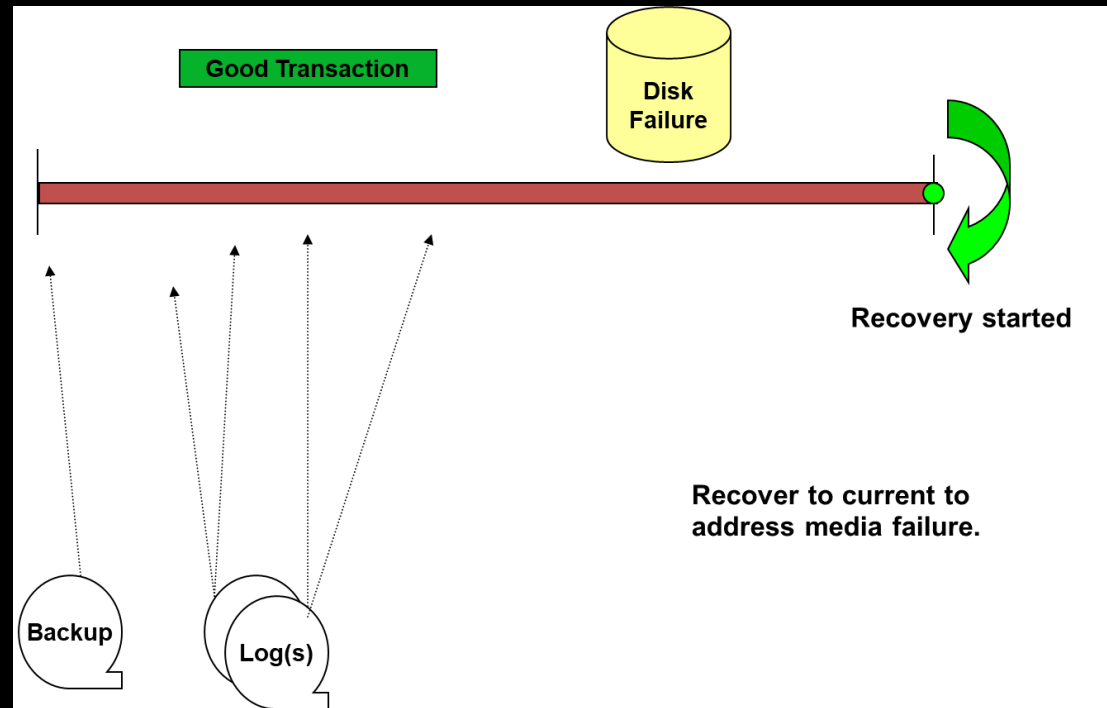 Good Transaction
Disk
Failure
Recovery started
Recover to current to
address media failure.
Backup
Log(s)